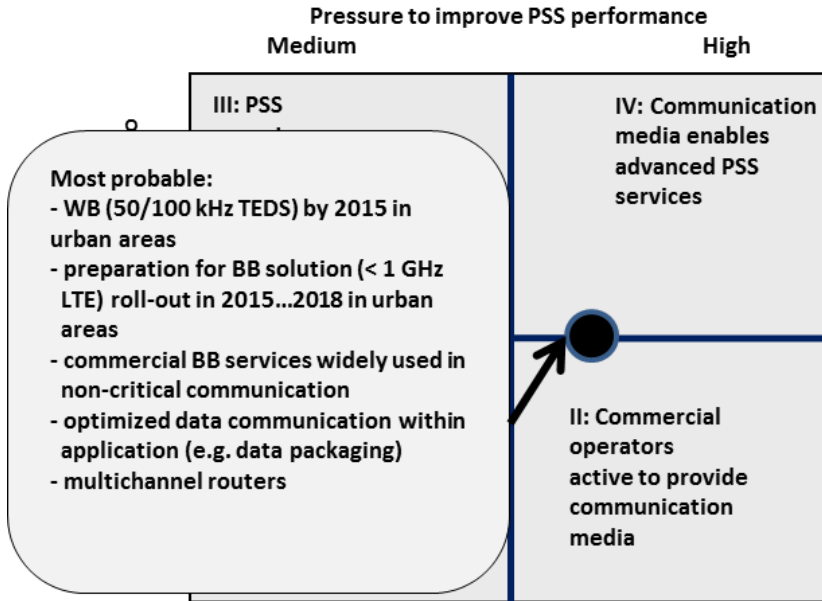 Pressure to improve PSS performance
Medium High
III: PSS
IV: Communication
media enables
advanced PSS
services
Most probable:
- WB (50/100 kHz TEDS) by 2015 in
urban areas
- preparation for BB solution (< 1 GHz
LTE) roll-out in 2015...2018 in urban
areas
- commercial BB services widely used in
non-critical communication
- optimized data communication within
application (e.g. data packaging)
- multichannel routers
II: Commercial
operators
active to provide
communication
media